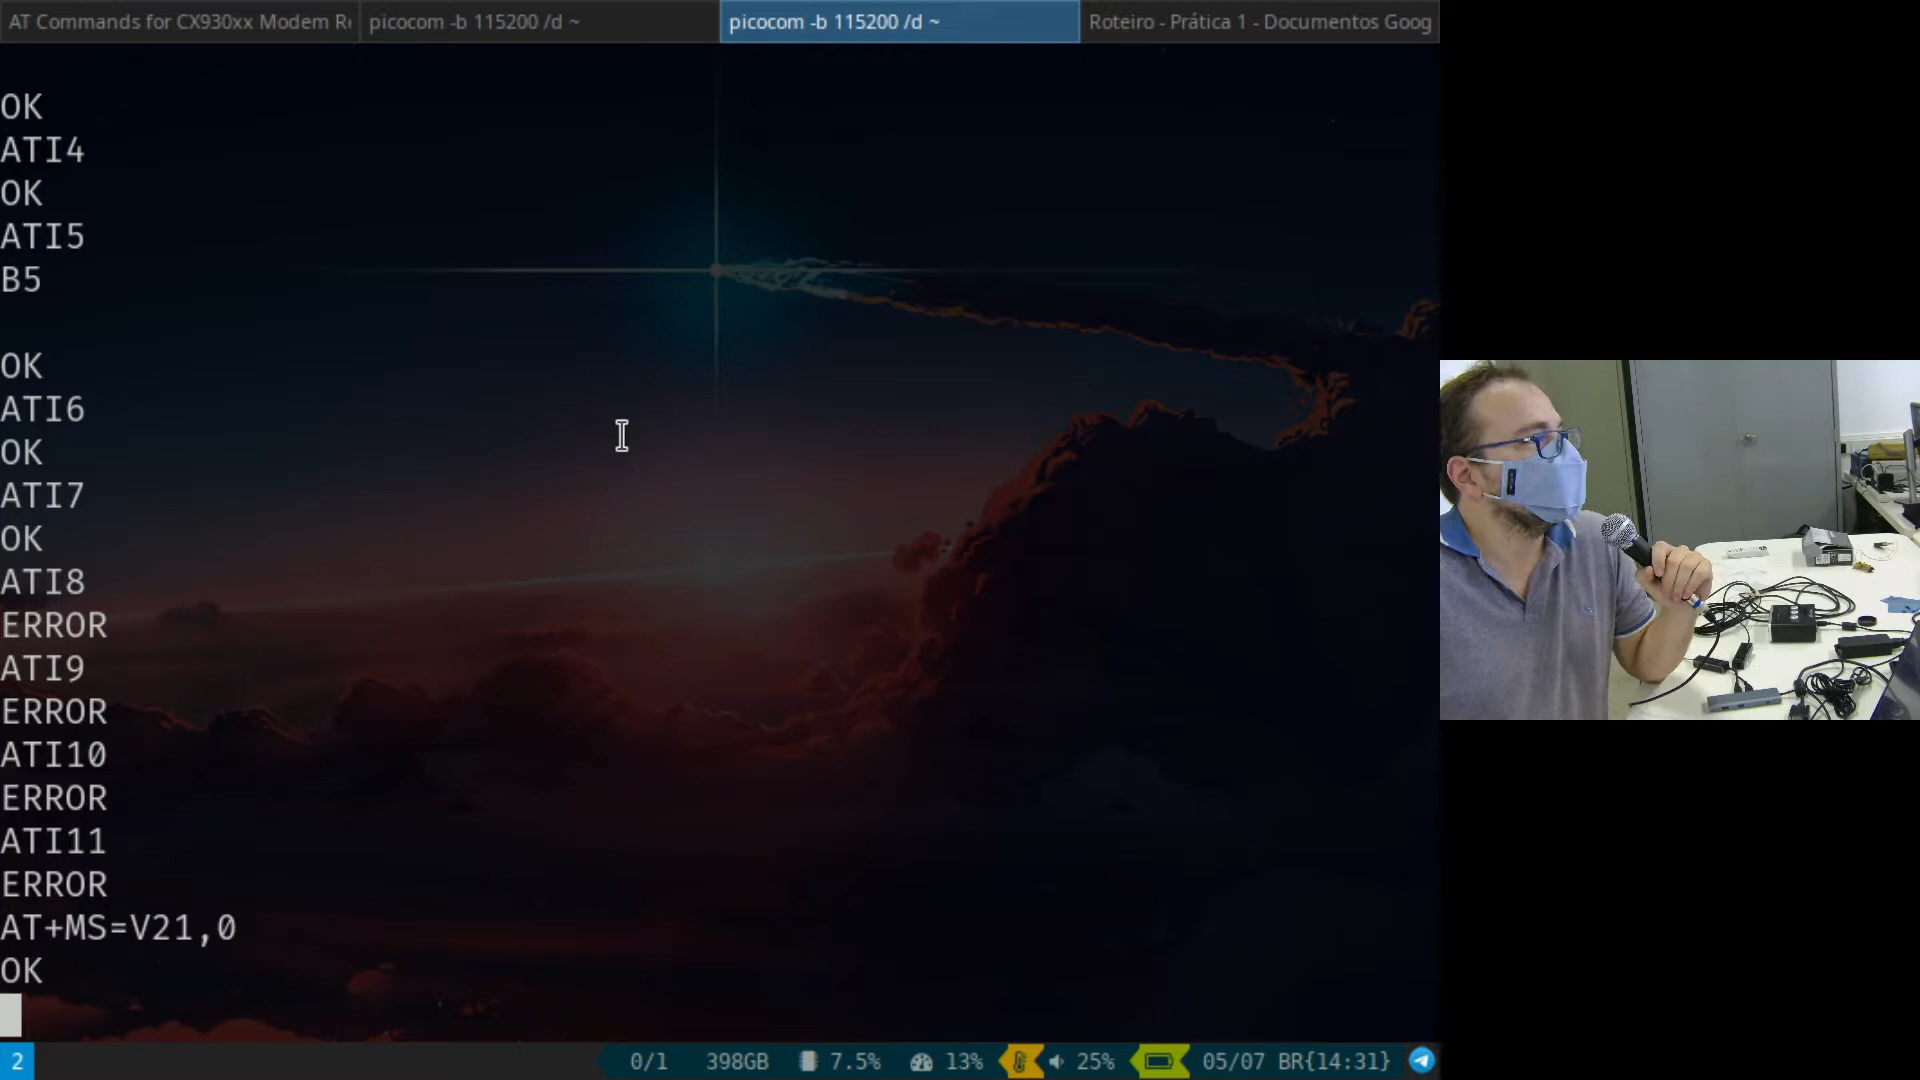 AT Commands for CX930xx Modem Re
picocom -b 115200 /d ~
picocom -b 115200 /d ~
Roteiro - Prática 1 - Documentos Goog
OK
ATI4
OK
ATI5
B5
OK
ATI6
OK
ATI7
OK
ATI8
ERROR
ATI9
ERROR
ATI10
ERROR
ATI11
ERROR
AT+MS=V21,0
OK
2
0/1 398GB 7.5% 13% 25% 05/07 BR{14:31}